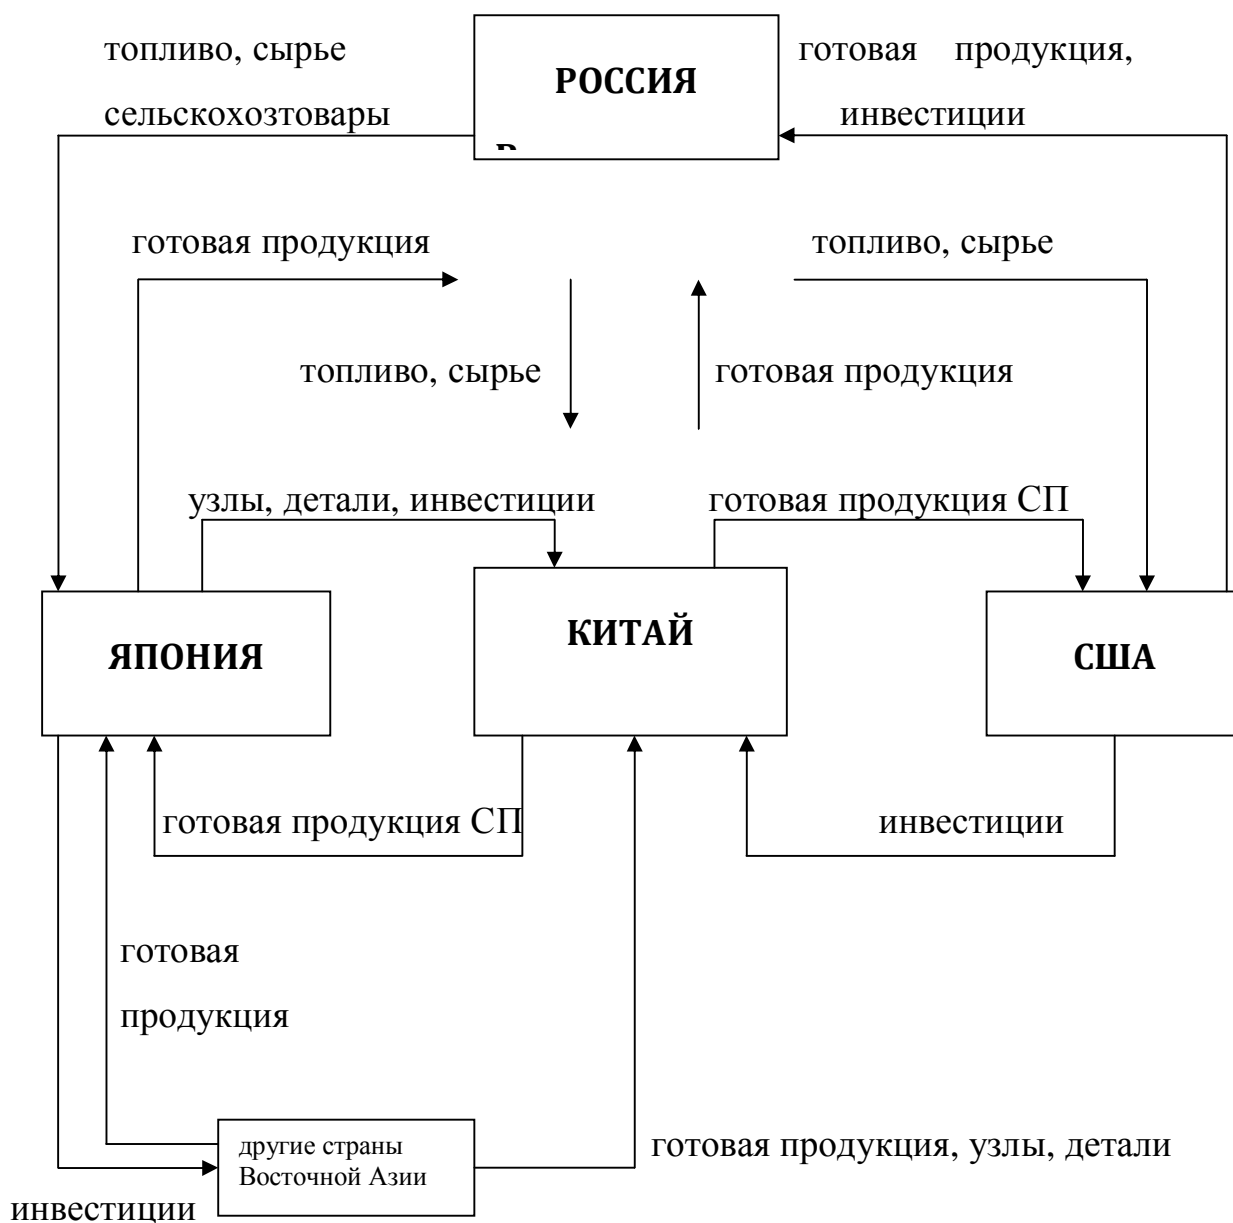 топливо, сырье
сельскохозтовары
РОССИЯ
готовая продукция,
инвестиции
готовая продукция
топливо, сырье
топливо, сырье
готовая продукция
узлы, детали, инвестиции
готовая продукция СП
ЯПОНИЯ
КИТАЙ
США
готовая продукция СП
инвестиции
готовая
продукция
другие страны
Восточной Азии
готовая продукция, узлы, детали
инвестиции